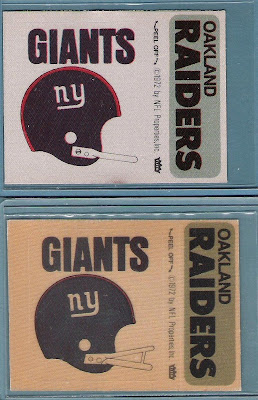 GIANTS
ny
~PEEL OFF~
©1972 by NFL Properties, Inc.
OAKLAND
RAIDERS
GIANTS
ny
~PEEL OFF~
©1972 by NFL Properties, Inc.
OAKLAND
RAIDERS